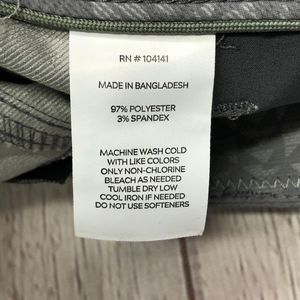 RN # 104141
MADE IN BANGLADESH
97% POLYESTER
3% SPANDEX
MACHINE WASH COLD
WITH LIKE COLORS
ONLY NON-CHLORINE
BLEACH AS NEEDED
TUMBLE DRY LOW
COOL IRON IF NEEDED
DO NOT USE SOFTENERS